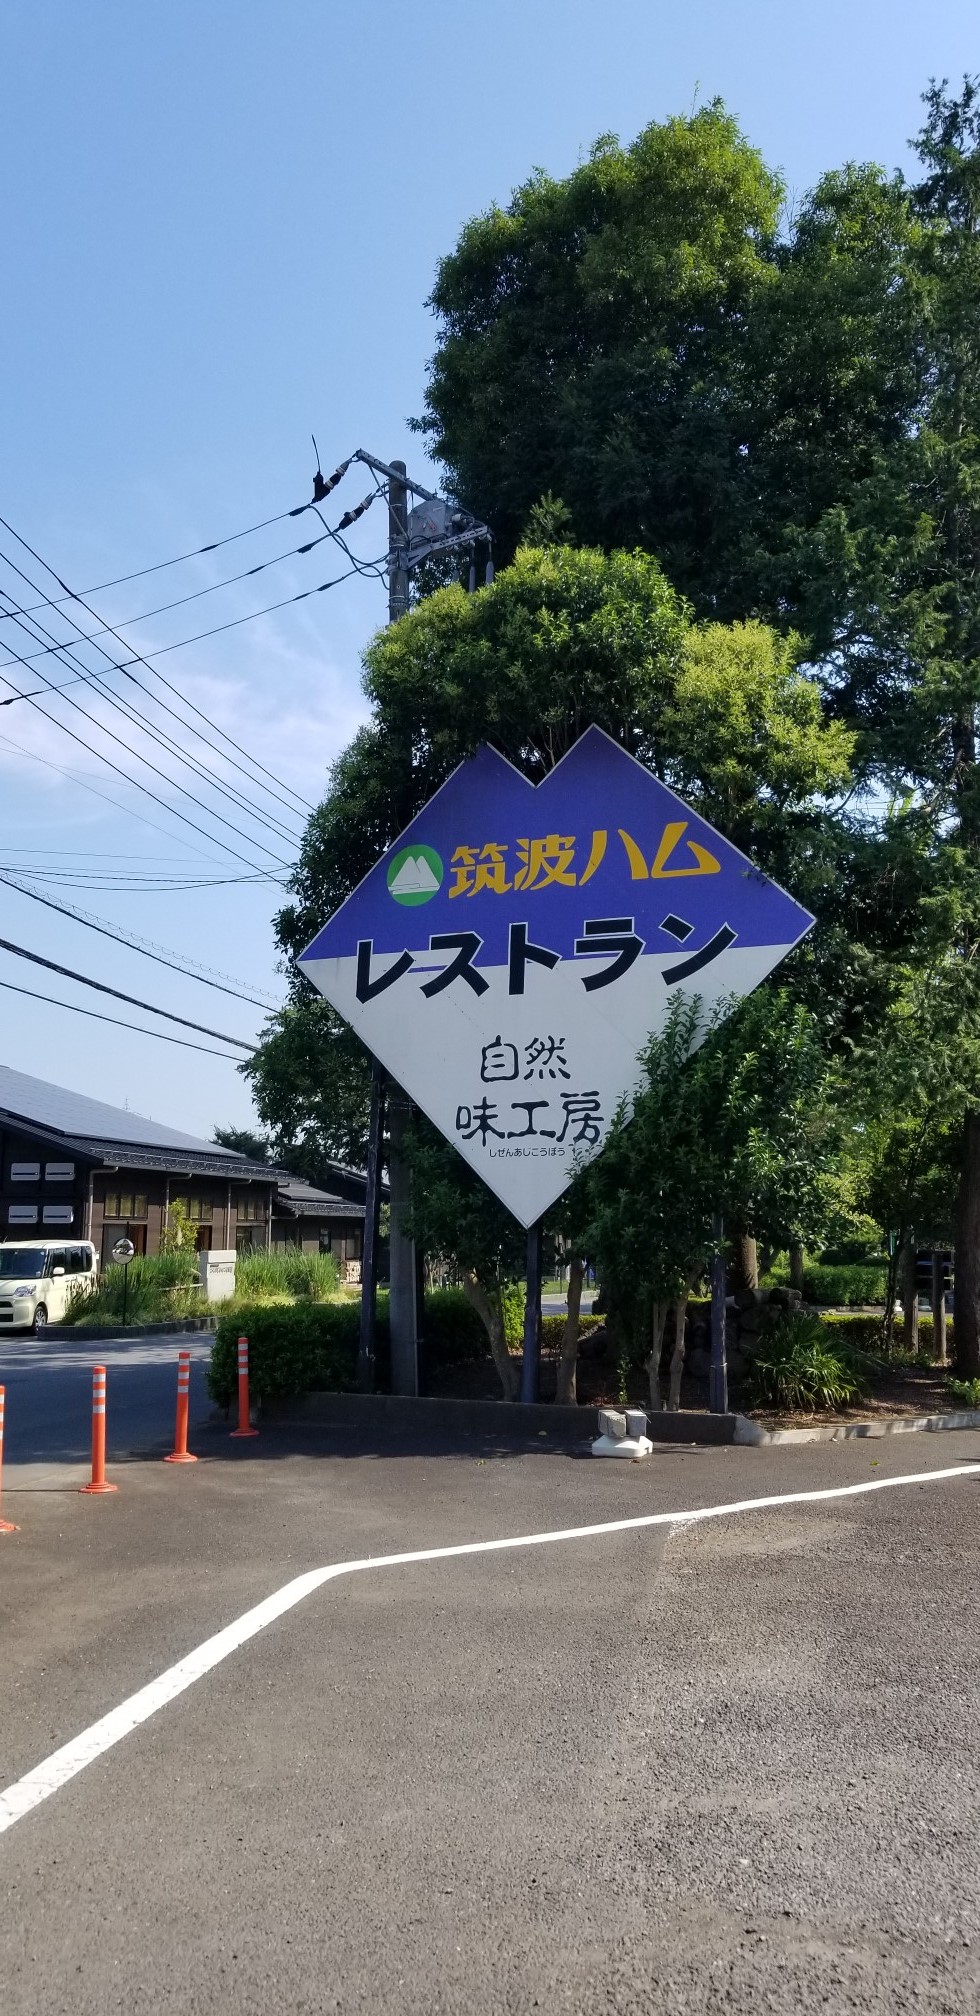 筑波ハム
レストラン
自然
味工房
しぜんあじこうぼう